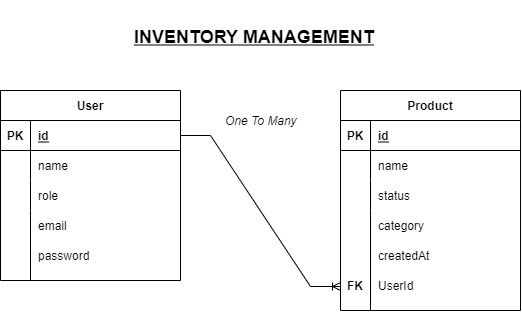 INVENTORY MANAGEMENT
User
PK id
name
role
email
password
One To Many
Product
PK id
name
status
category
createdAt
FK UserId